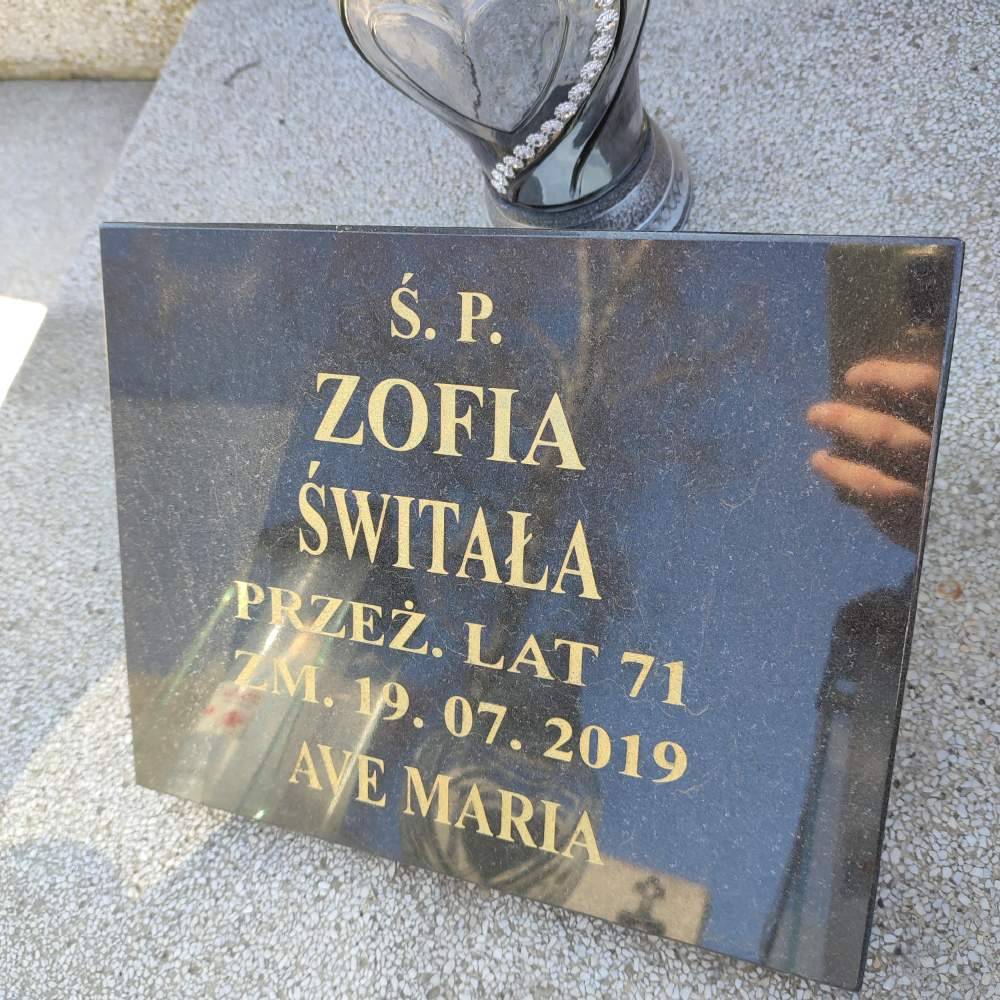 Ś. P.
ZOFIA
ŚWITAŁA
PRZEŻ. LAT 71
ZM. 19. 07. 2019
AVE MARIA